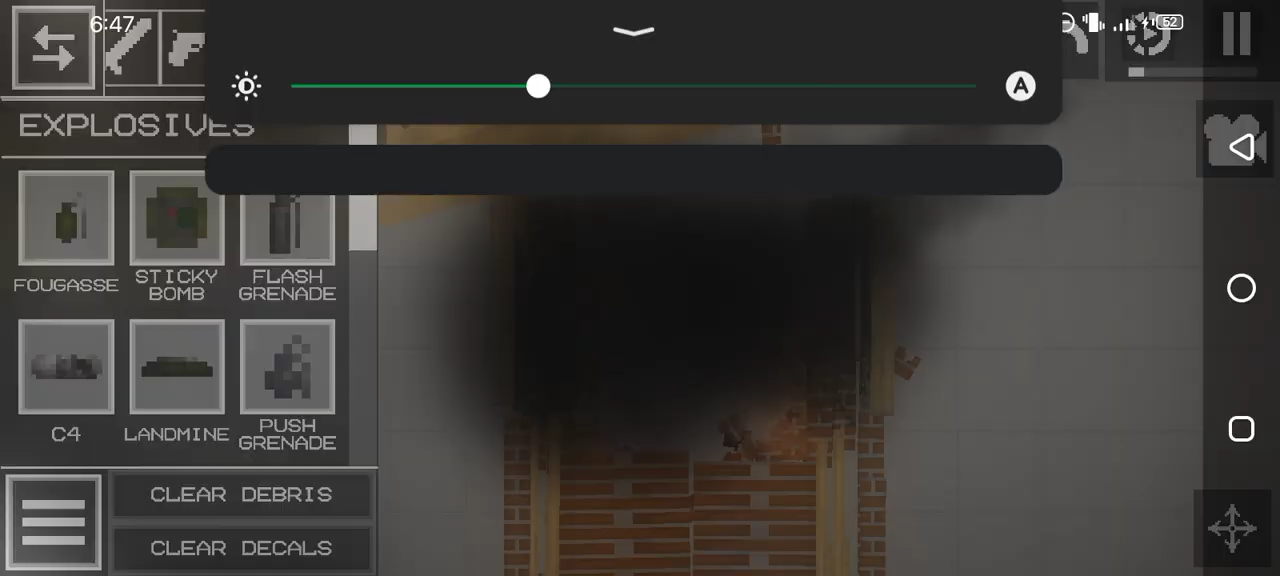 6:47
52
A
EXPLOSIVES
FOUGASSE
STICKY
BOMB
FLASH
GRENADE
C4
LANDMINE
PUSH
GRENADE
CLEAR DEBRIS
CLEAR DECALS